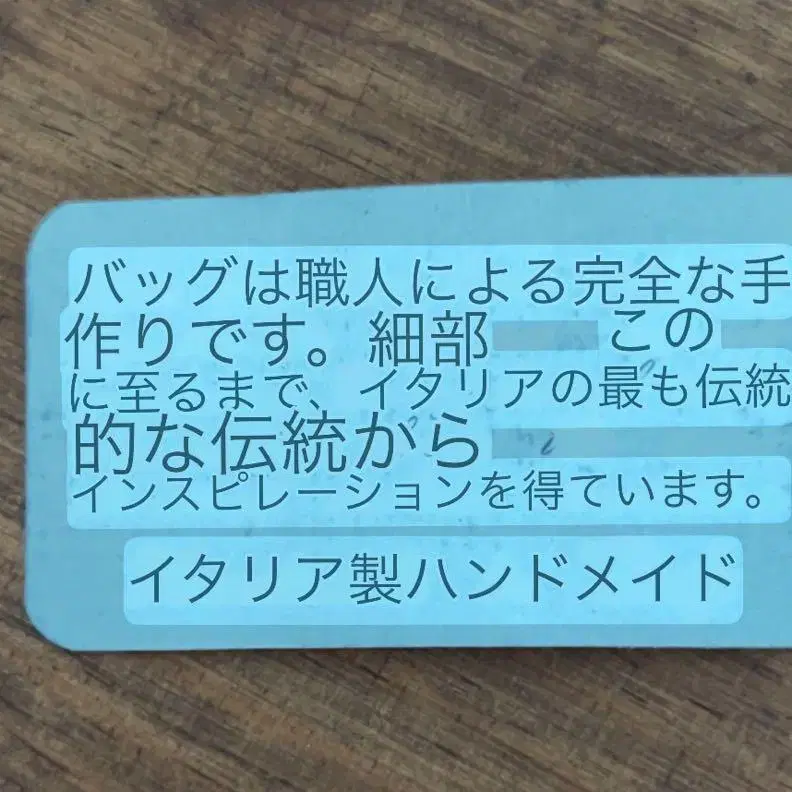 バッグは職人による完全な手
作りです。細部 この
に至るまで、イタリアの最も伝統
的な伝統から
インスピレーションを得ています。
イタリア製ハンドメイド